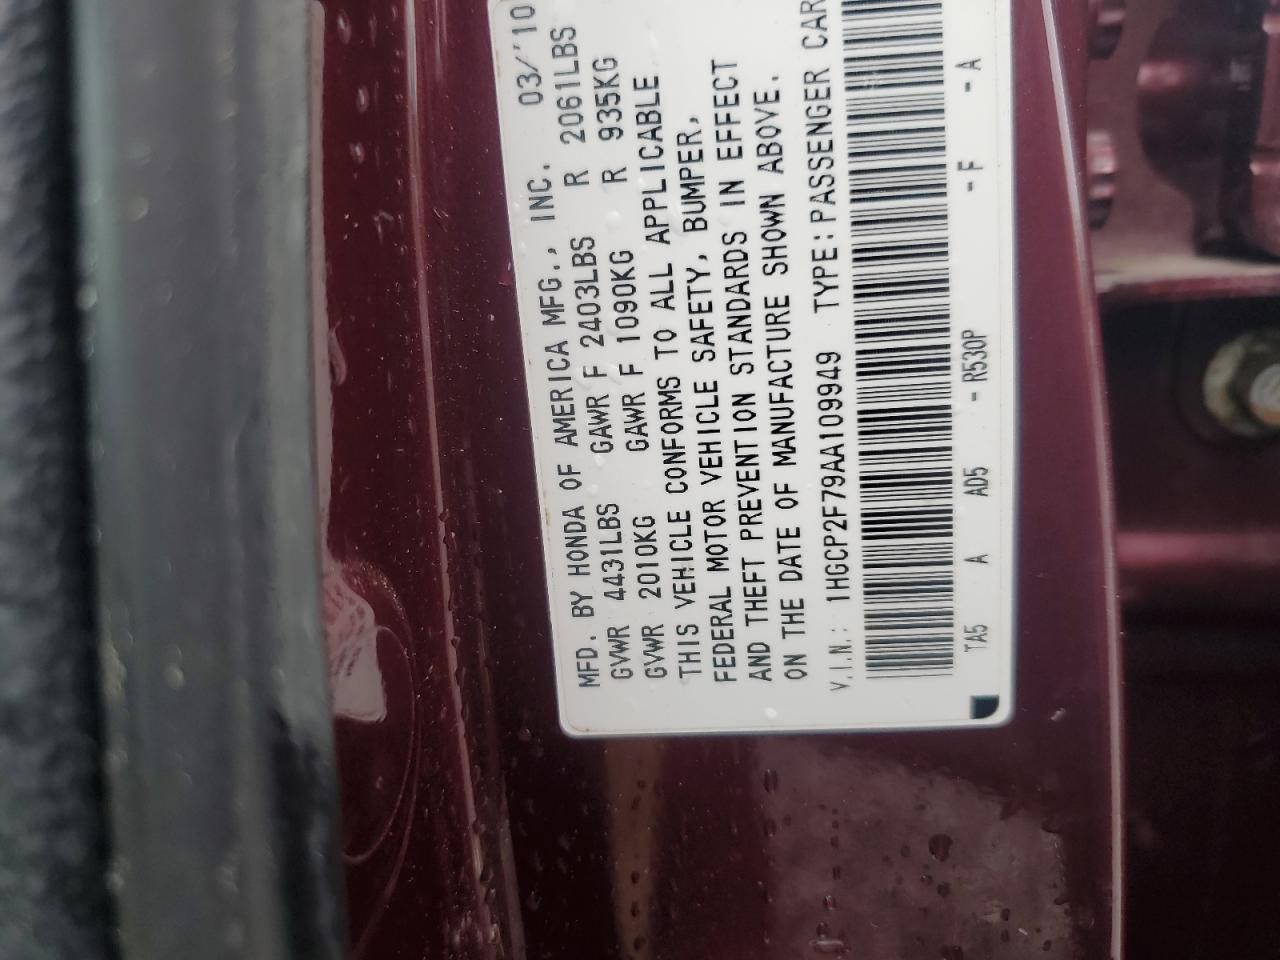 MFD. BY HONDA OF AMERICA MFG., INC. 03/'10
GVWR 4431LBS GAWR F 2403LBS R 2061LBS
GVWR 2010KG GAWR F 1090KG R 935KG
THIS VEHICLE CONFORMS TO ALL APPLICABLE
FEDERAL MOTOR VEHICLE SAFETY, BUMPER,
AND THEFT PREVENTION STANDARDS IN EFFECT
ON THE DATE OF MANUFACTURE SHOWN ABOVE.
V.I.N.: 1HGCP2F79AA109949 TYPE:PASSENGER CAR
TA5 A AD5 -R530P -F -A